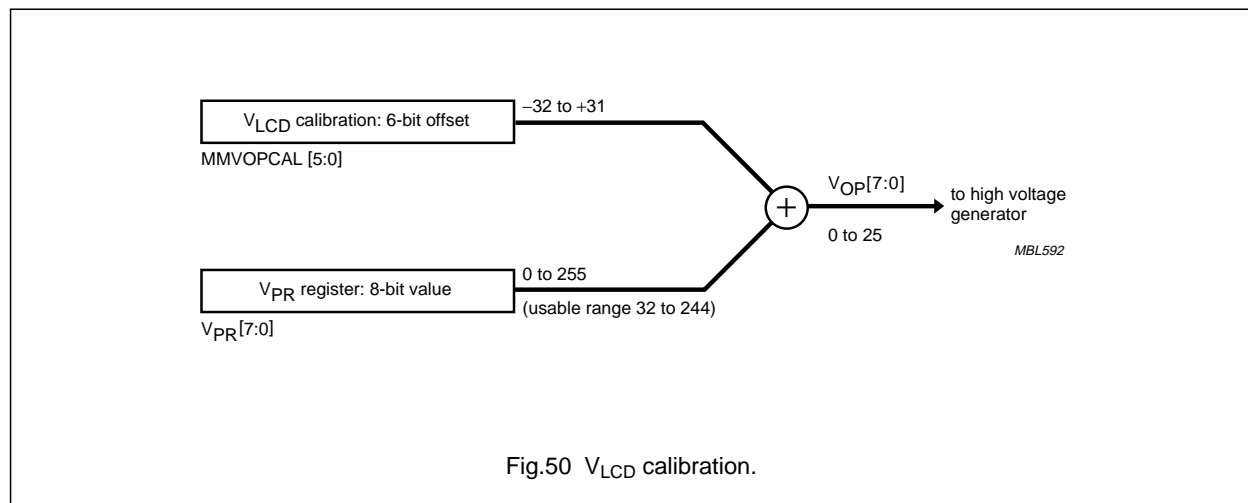 V_LCD calibration: 6-bit offset
−32 to +31
MMVOPCAL [5:0]
+
V_OP[7:0]
to high voltage
generator
0 to 25
MBL592
V_PR register: 8-bit value
0 to 255
(usable range 32 to 244)
V_PR[7:0]
Fig.50 V_LCD calibration.